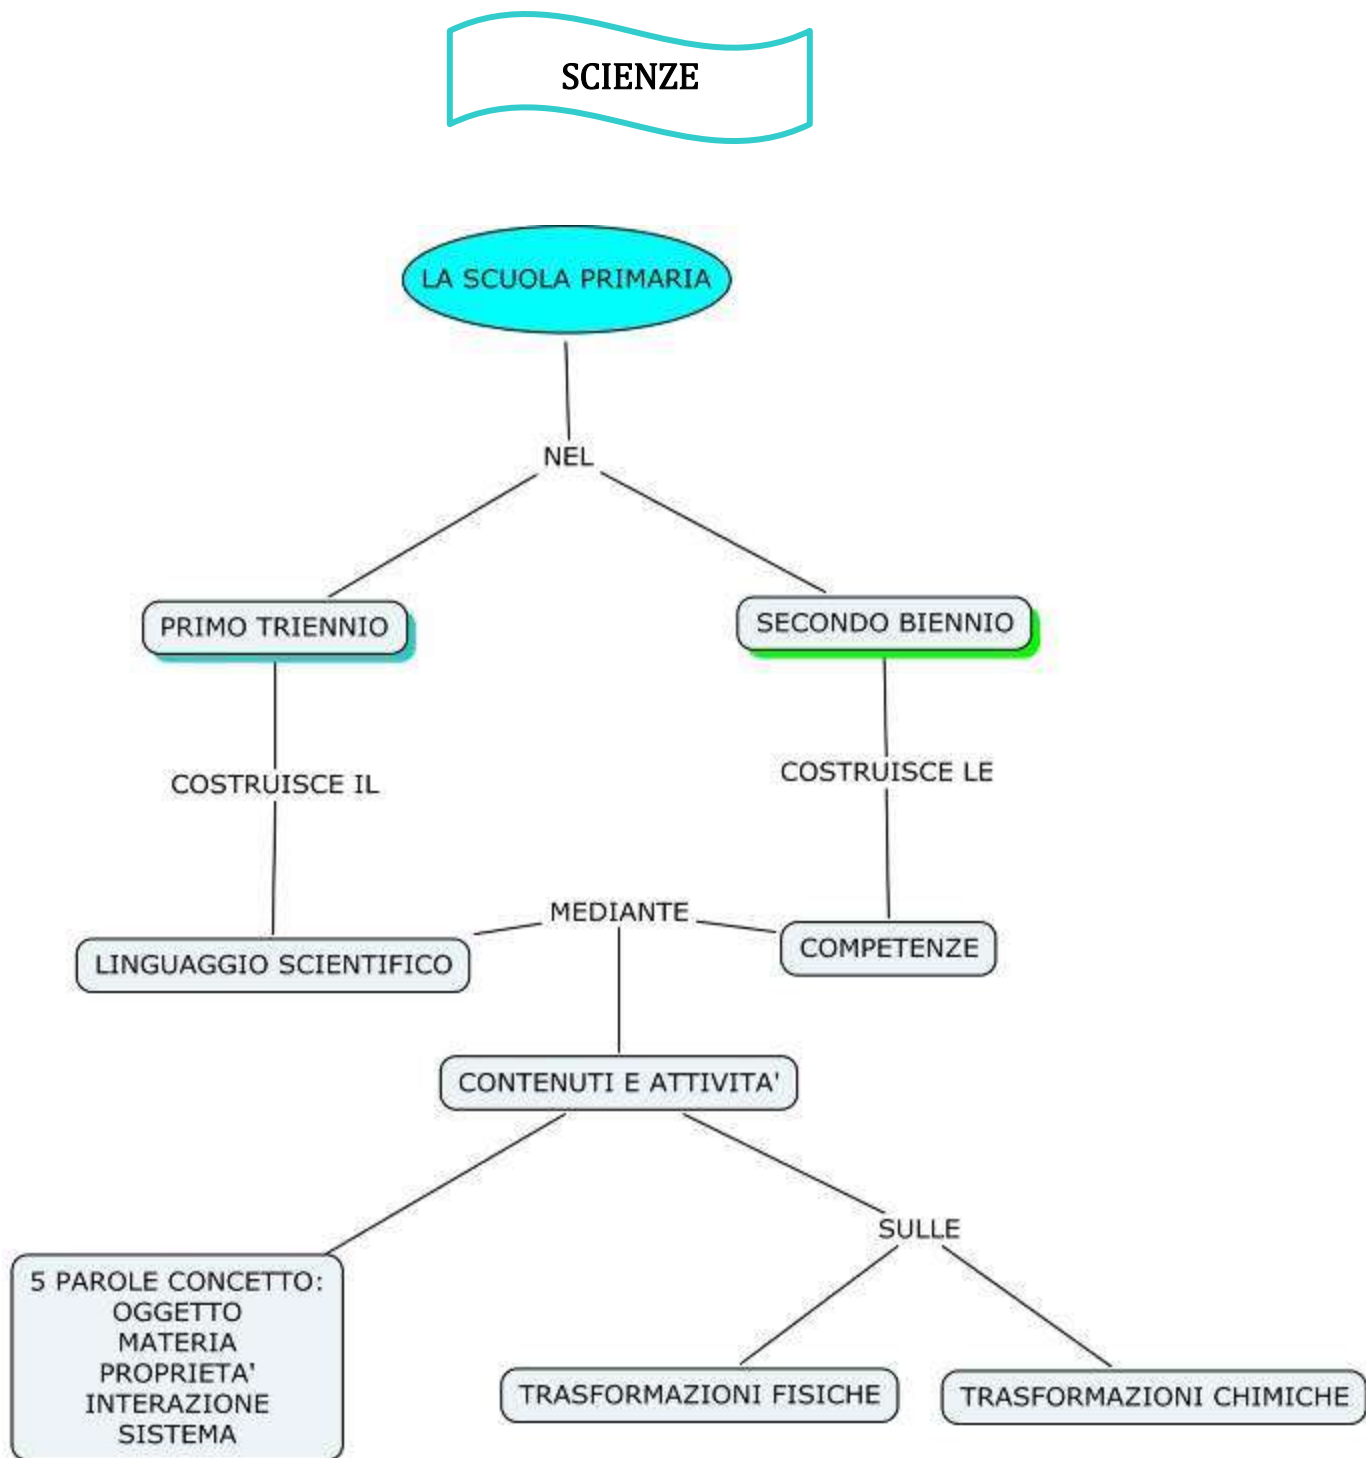 SCIENZE
LA SCUOLA PRIMARIA
NEL
PRIMO TRIENNIO
SECONDO BIENNIO
COSTRUISCE IL
COSTRUISCE LE
MEDIANTE
LINGUAGGIO SCIENTIFICO
COMPETENZE
CONTENUTI E ATTIVITA'
SULLE
5 PAROLE CONCETTO:
OGGETTO
MATERIA
PROPRIETA'
INTERAZIONE
SISTEMA
TRASFORMAZIONI FISICHE
TRASFORMAZIONI CHIMICHE